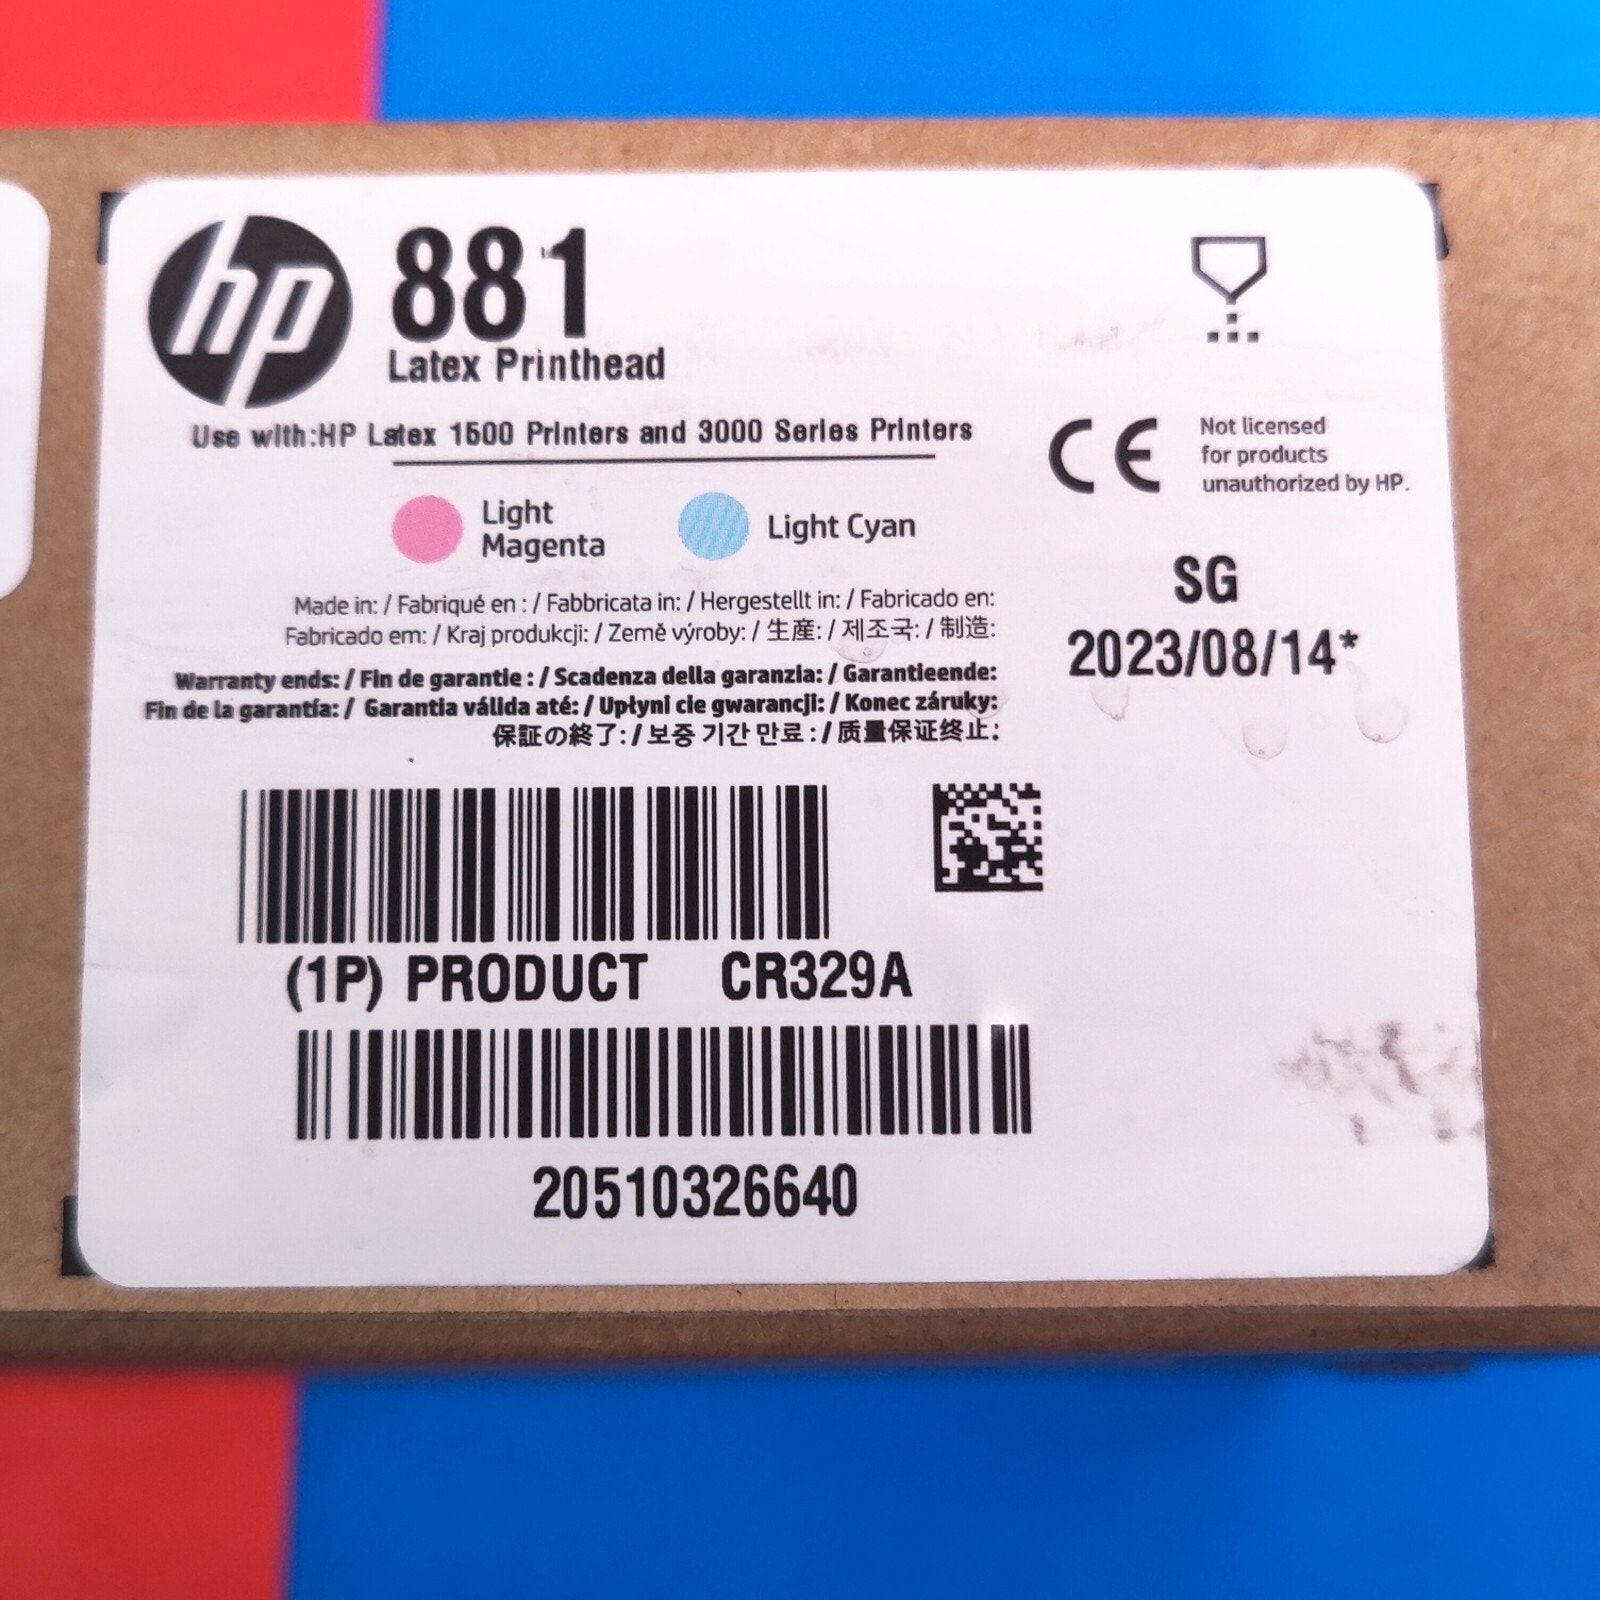 hp
881
Latex Printhead
Use with:HP Latex 1500 Printers and 3000 Series Printers
Light
Magenta
Light Cyan
CE
Not licensed
for products
unauthorized by HP.
Made in: / Fabriqué en : / Fabbricata in: / Hergestellt in: / Fabricado en:
Fabricado em: / Kraj produkcji: / Země výroby: / 生産: / 제조국: / 制造:
SG
Warranty ends: / Fin de garantie : / Scadenza della garanzia: / Garantieende:
Fin de la garantía: / Garantia válida até: / Upłyni cie gwarancji: / Konec záruky:
保証の終了: / 보증 기간 만료 : / 质量保证终止:
2023/08/14*
(1P) PRODUCT CR329A
20510326640